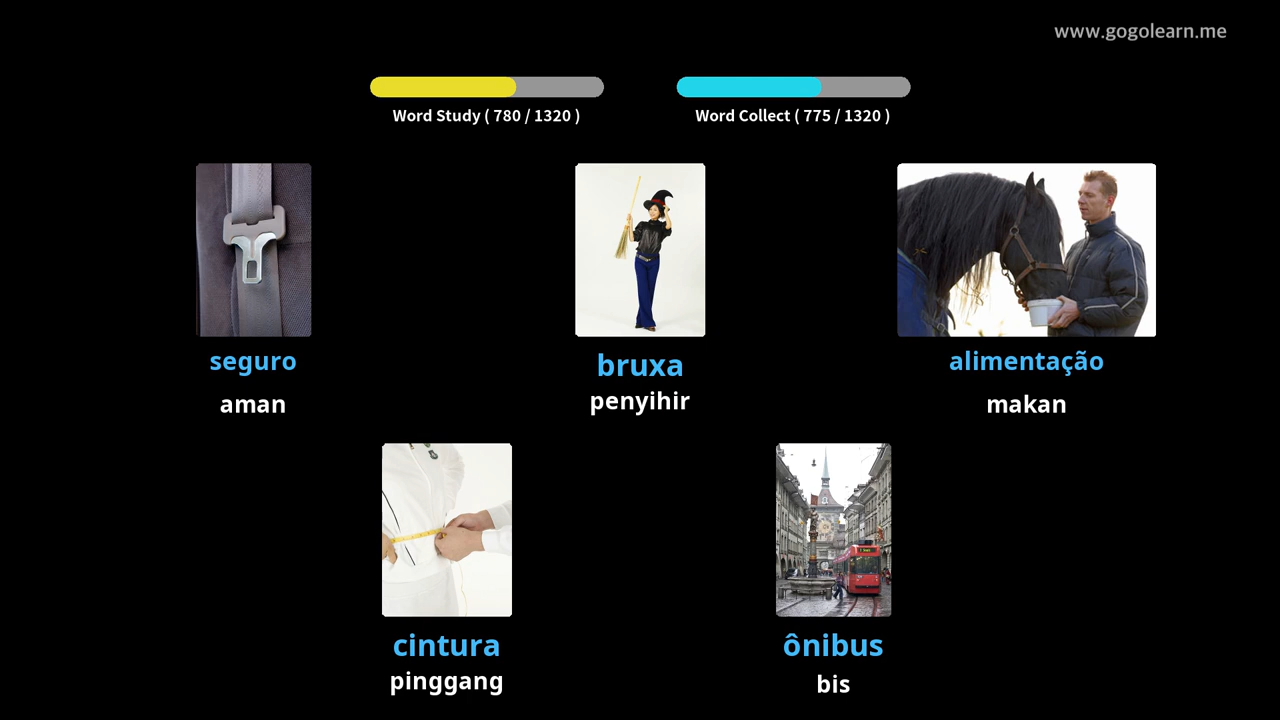 www.gogolearn.me
Word Study ( 780 / 1320 )
Word Collect ( 775 / 1320 )
seguro
aman
bruxa
penyihir
alimentação
makan
cintura
pinggang
ônibus
bis